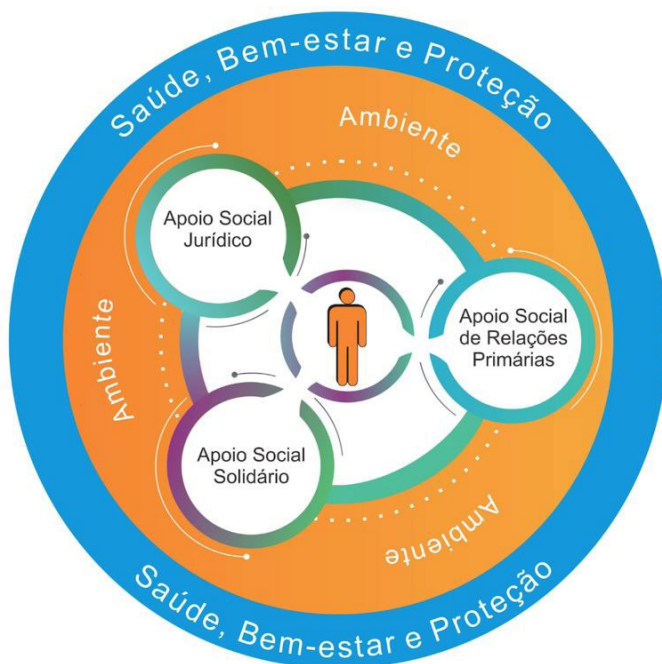 Saúde, Bem-estar e Proteção
Ambiente
Apoio Social
Jurídico
Ambiente
Apoio Social
de Relações
Primárias
Apoio Social
Solidário
Ambiente
Saúde, Bem-estar e Proteção